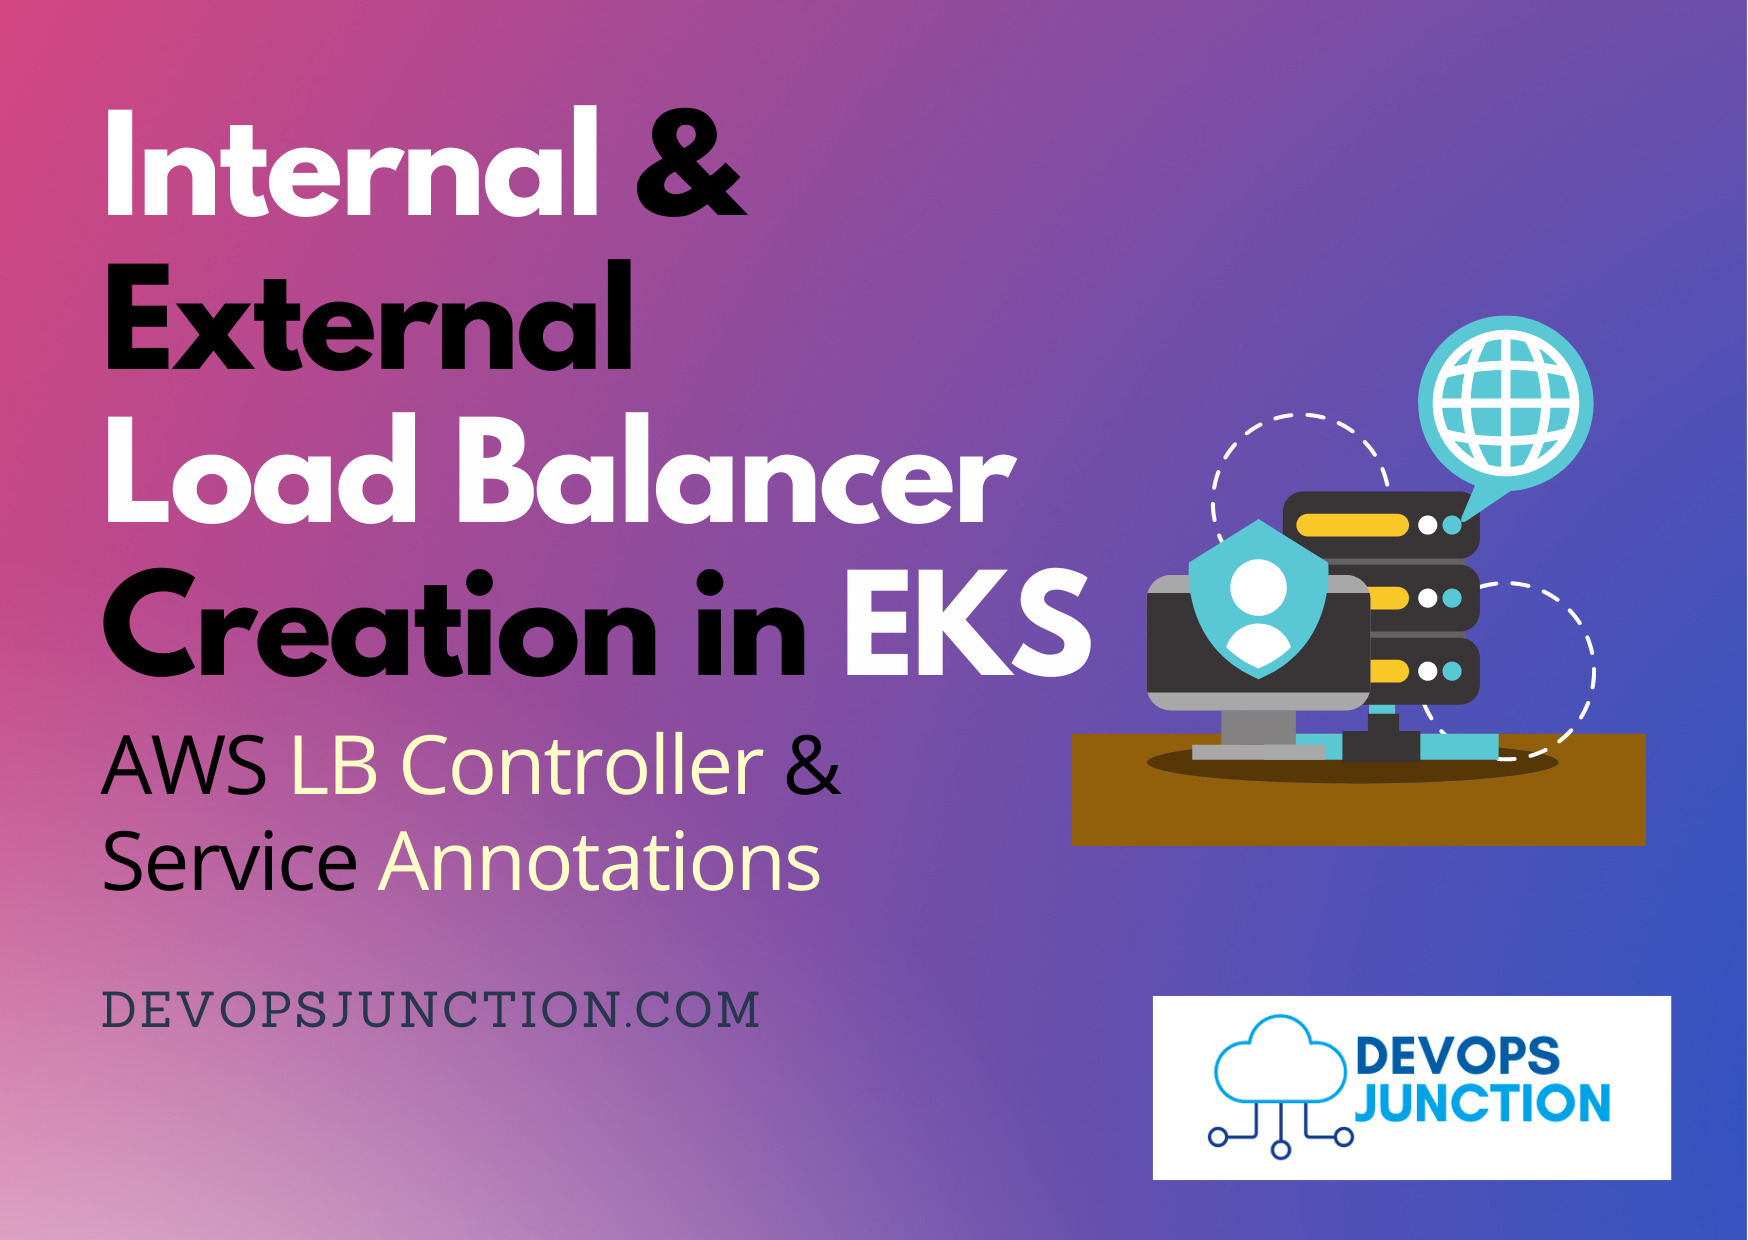 Internal &
External
Load Balancer
Creation in EKS
AWS LB Controller &
Service Annotations
DEVOPSJUNCTION.COM
DEVOPS
JUNCTION